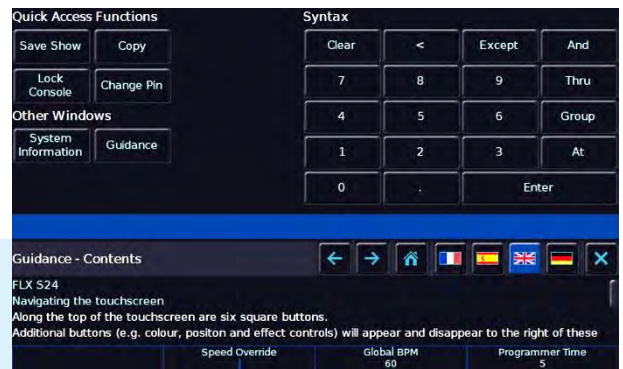 Quick Access Functions
Syntax
Save Show
Copy
Clear
<
Except
And
Lock
Console
Change Pin
7
8
9
Thru
Other Windows
4
5
6
Group
System
Information
Guidance
1
2
3
At
0
.
Enter
Guidance - Contents
FLX S24
Navigating the touchscreen
Along the top of the touchscreen are six square buttons.
Additional buttons (e.g. colour, positon and effect controls) will appear and disappear to the right of these
Speed Override
Global BPM
60
Programmer Time
5